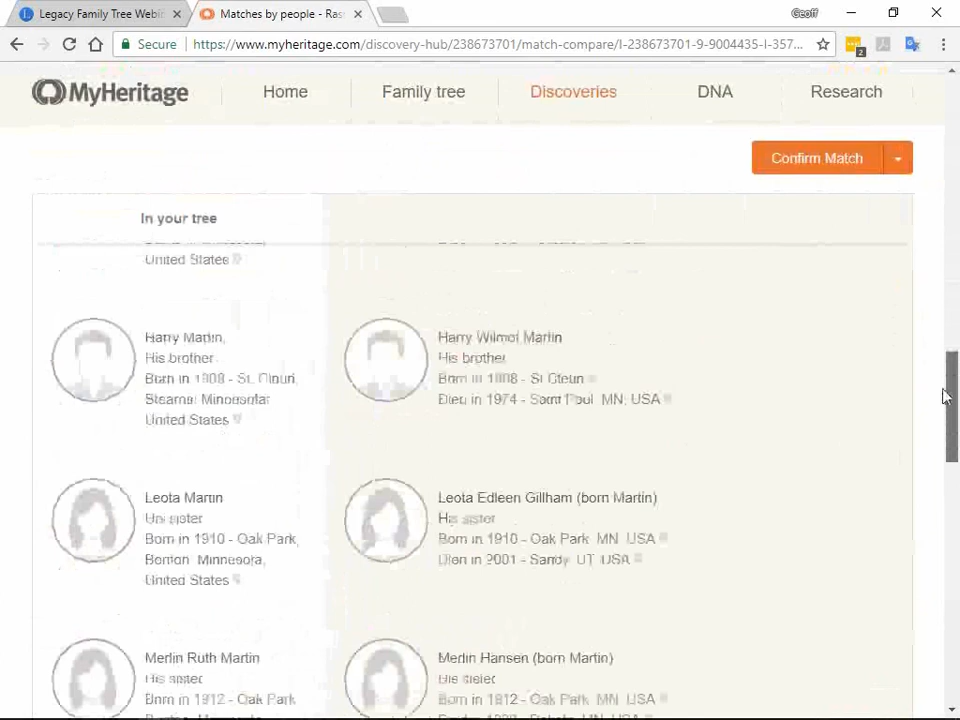 Legacy Family Tree Webi
Matches by people - Ras
Geoff
Secure
https://www.myheritage.com/discovery-hub/238673701/match-compare/I-238673701-9-9004435-I-357...
2
MyHeritage
Home
Family tree
Discoveries
DNA
Research
Confirm Match
In your tree
United States
Harry Martin,
His brother
Born in 1908 - St. Cloud,
Stearns Minnesota
United States
Harry Wilmot Martin
His brother
Born in 1908 - St Cloud
Died in 1974 - Saint Paul MN, USA
Leota Martin
His sister
Born in 1910 - Oak Park,
Benton Minnesota,
United States
Leota Edleen Gillham (born Martin)
His sister
Born in 1910 - Oak Park MN USA
Died in 2001 - Sandy UT USA
Merlin Ruth Martin
His sister
Born in 1912 - Oak Park
Merlin Hansen (born Martin)
His sister
Born in 1912 - Oak Park MN USA